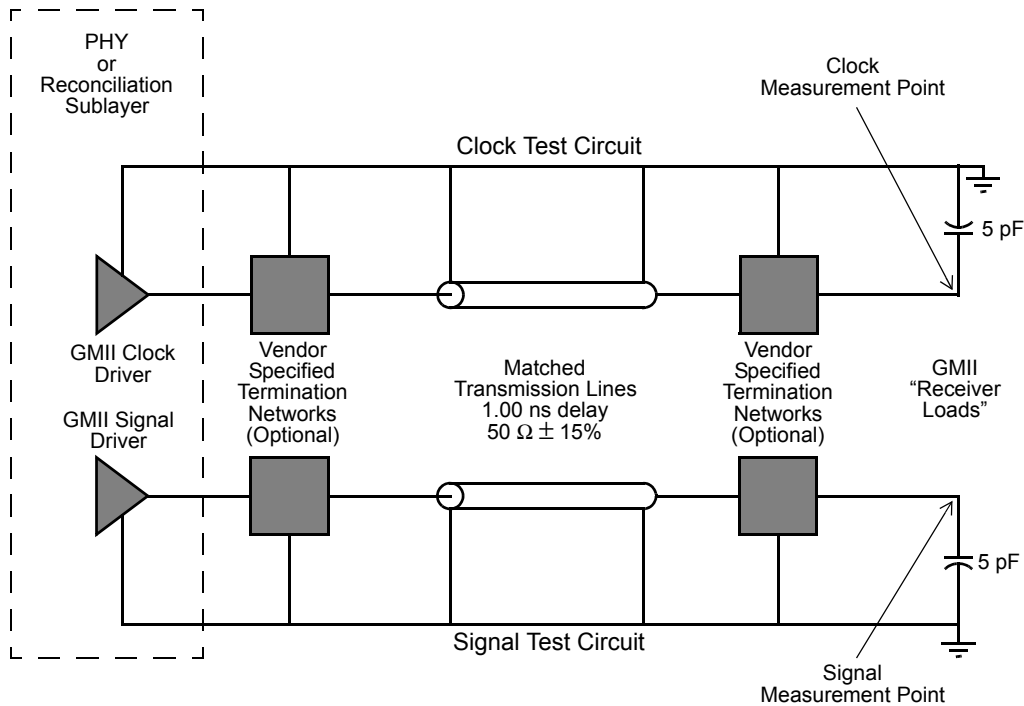 PHY
or
Reconciliation
Sublayer
Clock
Measurement Point
Clock Test Circuit
5 pF
GMII Clock
Driver
Vendor
Specified
Termination
Networks
(Optional)
Matched
Transmission Lines
1.00 ns delay
50 Ω ± 15%
Vendor
Specified
Termination
Networks
(Optional)
GMII
“Receiver
Loads”
GMII Signal
Driver
5 pF
Signal Test Circuit
Signal
Measurement Point